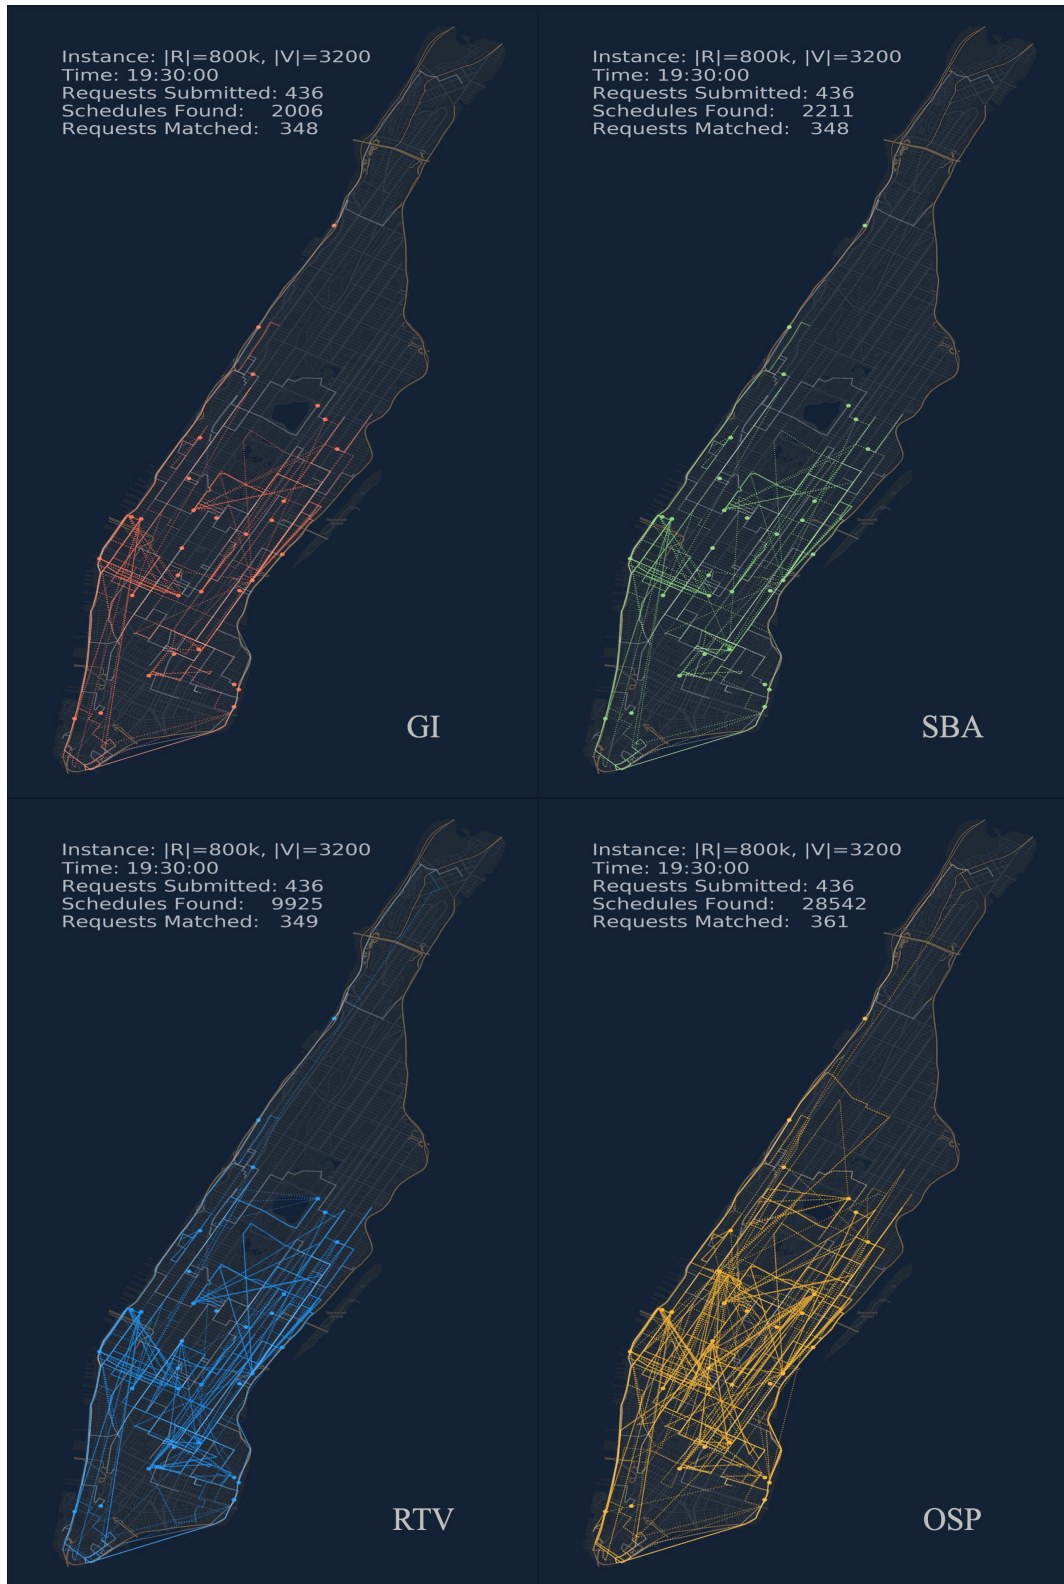 Instance: |R|=800k, |V|=3200
Time: 19:30:00
Requests Submitted: 436
Schedules Found: 2006
Requests Matched: 348
GI
Instance: |R|=800k, |V|=3200
Time: 19:30:00
Requests Submitted: 436
Schedules Found: 2211
Requests Matched: 348
SBA
Instance: |R|=800k, |V|=3200
Time: 19:30:00
Requests Submitted: 436
Schedules Found: 9925
Requests Matched: 349
RTV
Instance: |R|=800k, |V|=3200
Time: 19:30:00
Requests Submitted: 436
Schedules Found: 28542
Requests Matched: 361
OSP